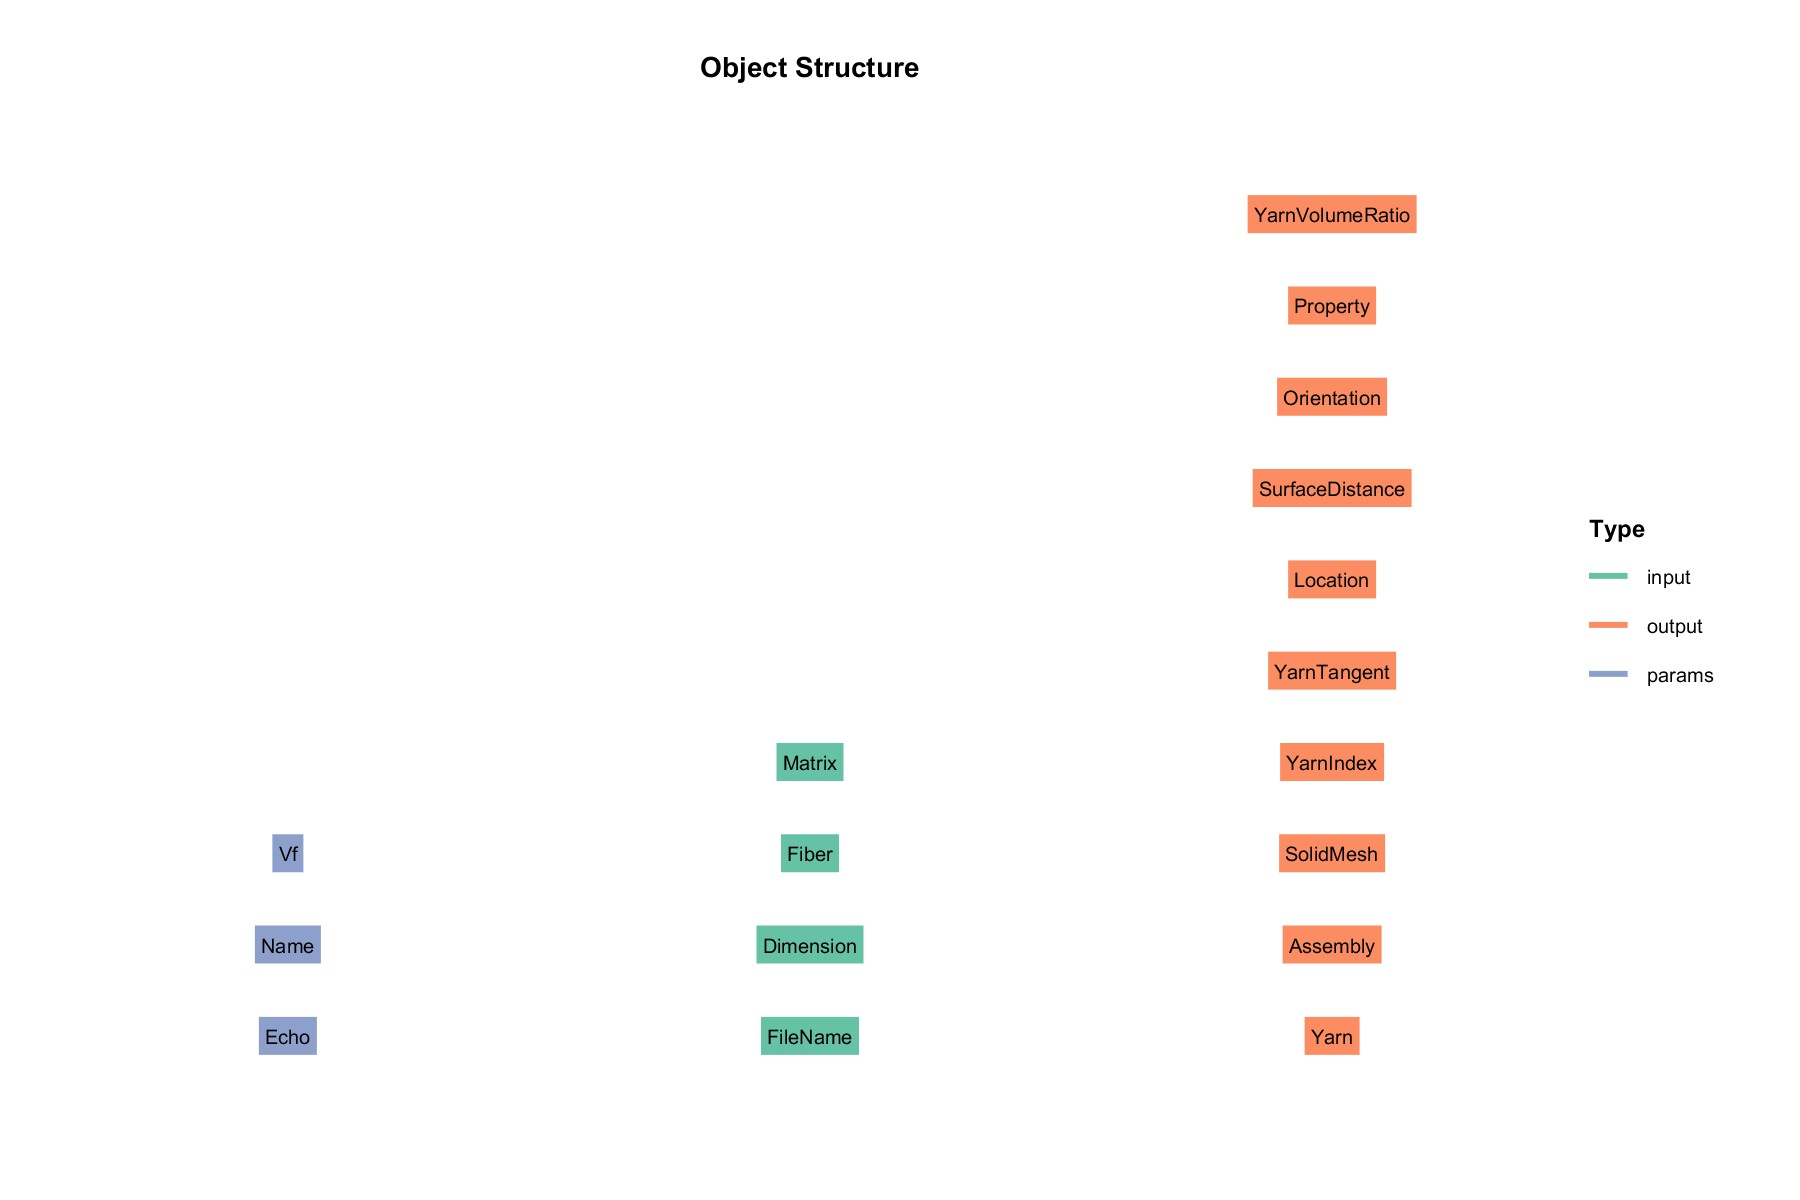 Object Structure
YarnVolumeRatio
Property
Orientation
SurfaceDistance
Location
YarnTangent
Matrix
YarnIndex
Vf
Fiber
SolidMesh
Name
Dimension
Assembly
Echo
FileName
Yarn
Type
input
output
params